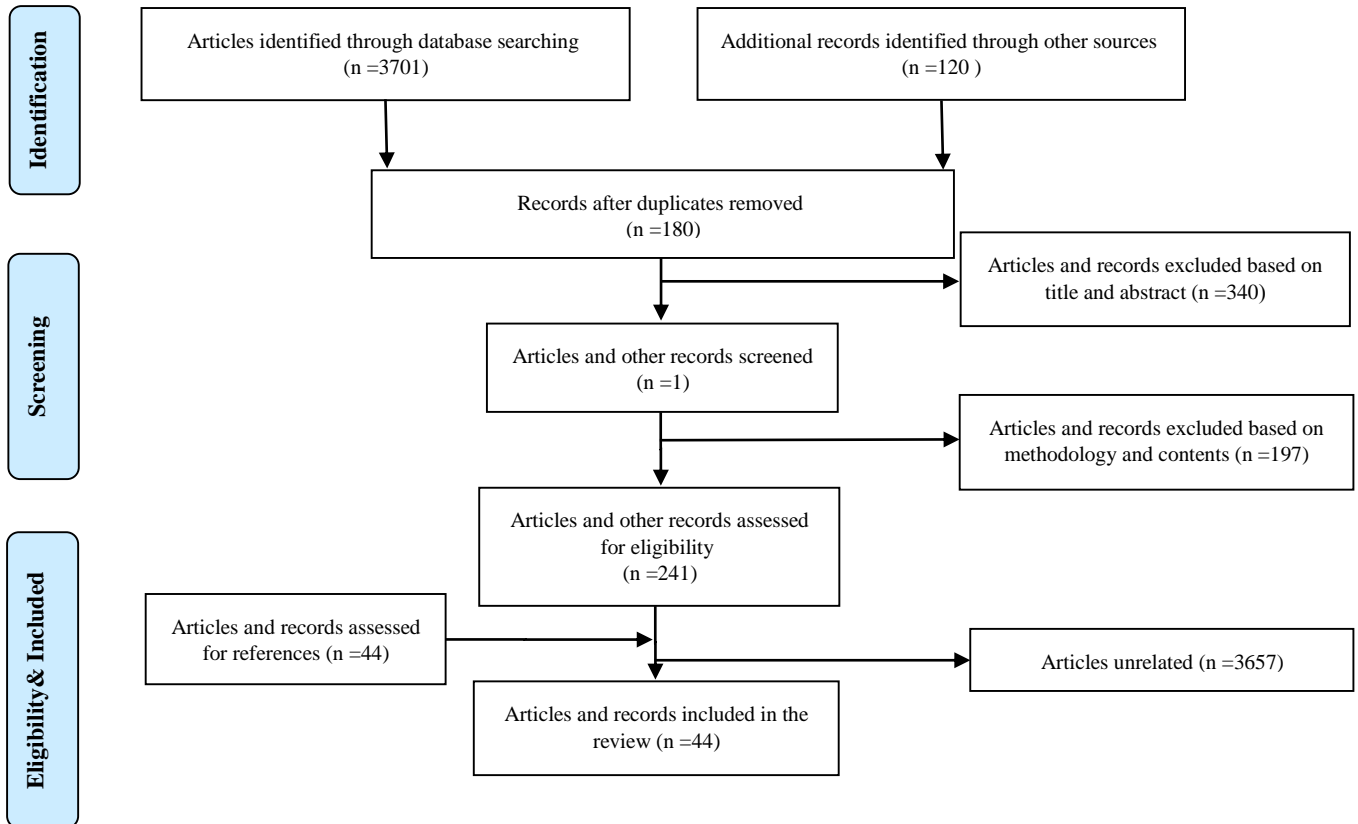 Identification
Articles identified through database searching
(n =3701)
Additional records identified through other sources
(n =120 )
Records after duplicates removed
(n =180)
Screening
Articles and records excluded based on
title and abstract (n =340)
Articles and other records screened
(n =1)
Articles and records excluded based on
methodology and contents (n =197)
Eligibility& Included
Articles and other records assessed
for eligibility
(n =241)
Articles and records assessed
for references (n =44)
Articles unrelated (n =3657)
Articles and records included in the
review (n =44)